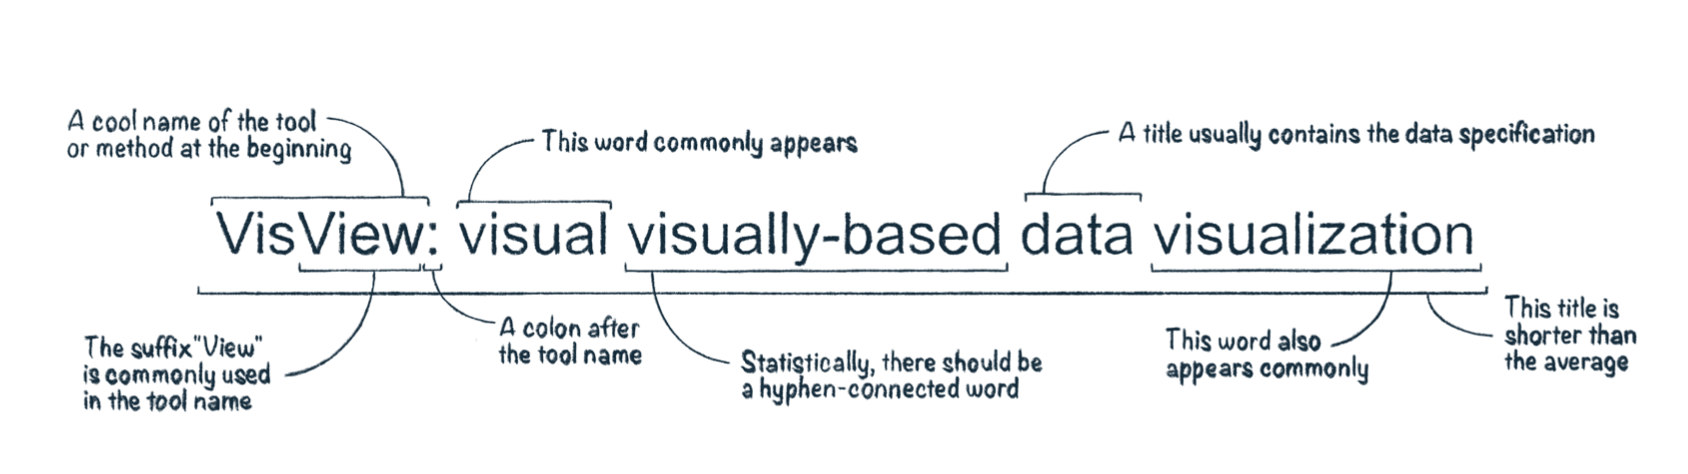 A cool name of the tool
or method at the beginning
This word commonly appears
A title usually contains the data specification
VisView: visual visually-based data visualization
The suffix "View"
is commonly used
in the tool name
A colon after
the tool name
Statistically, there should be
a hyphen-connected word
This word also
appears commonly
This title is
shorter than
the average